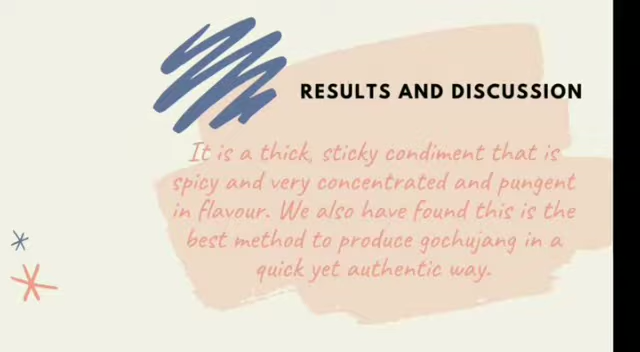 RESULTS AND DISCUSSION
It is a thick, sticky condiment that is
spicy and very concentrated and pungent
in flavour. We also have found this is the
best method to produce gochujang in a
quick yet authentic way.